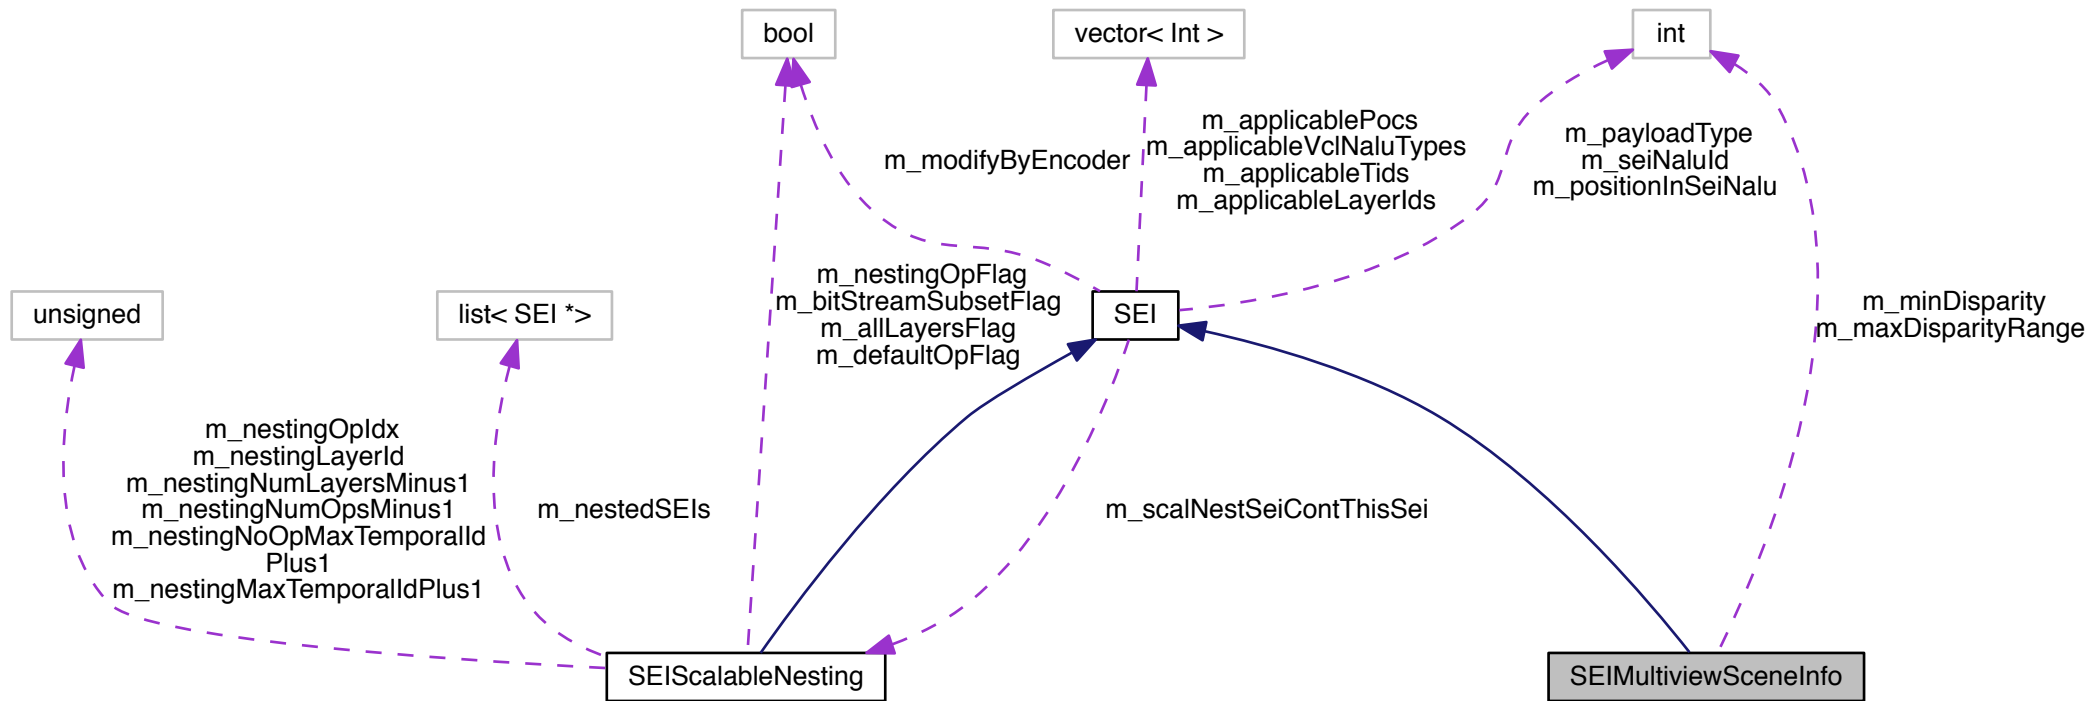 bool
vector< Int >
int
m_modifyByEncoder
m_applicablePocs
m_applicableVclNaluTypes
m_applicableTids
m_applicableLayerIds
m_payloadType
m_seiNaluId
m_positionInSeiNalu
unsigned
list< SEI *>
m_nestingOpFlag
m_bitStreamSubsetFlag
m_allLayersFlag
m_defaultOpFlag
SEI
m_minDisparity
m_maxDisparityRange
m_nestingOpIdx
m_nestingLayerId
m_nestingNumLayersMinus1
m_nestingNumOpsMinus1
m_nestingNoOpMaxTemporalId
Plus1
m_nestingMaxTemporalIdPlus1
m_nestedSEIs
m_scalNestSeiContThisSei
SEIScalableNesting
SEIMultiviewSceneInfo